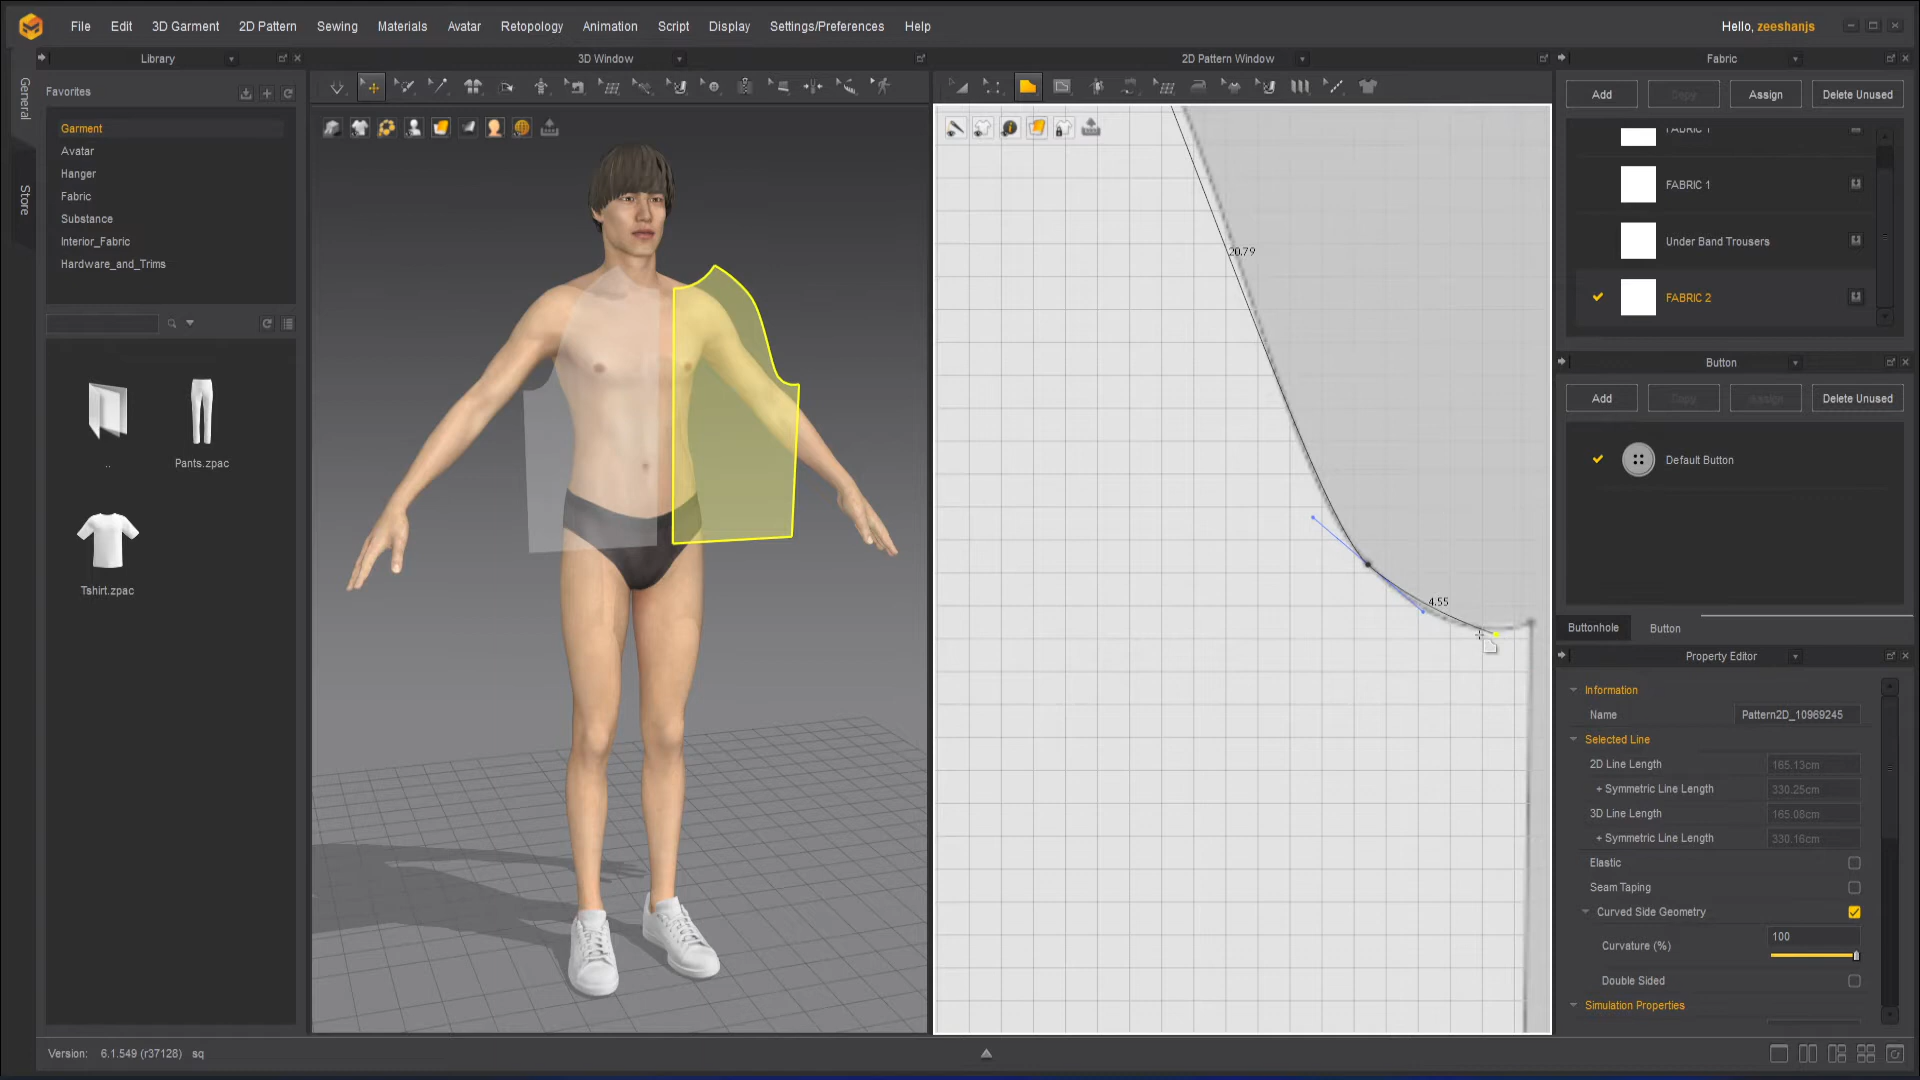 File Edit 3D Garment 2D Pattern Sewing Materials Avatar Retopology Animation Script Display Settings/Preferences Help
Hello, zeeshanjs
Library
3D Window
2D Pattern Window
Fabric
General
Store
Favorites
Garment
Avatar
Hanger
Fabric
Substance
Interior_Fabric
Hardware_and_Trims
..
Pants.zpac
Tshirt.zpac
20.79
4.55
Add Copy Assign Delete Unused
FABRIC 1
FABRIC 1
Under Band Trousers
FABRIC 2
Button
Add Copy Assign Delete Unused
Default Button
Buttonhole Button
Property Editor
Information
Name Pattern2D_10969245
Selected Line
2D Line Length 165.13cm
+ Symmetric Line Length 330.25cm
3D Line Length 165.08cm
+ Symmetric Line Length 330.16cm
Elastic
Seam Taping
Curved Side Geometry
Curvature (%) 100
Double Sided
Simulation Properties
Version: 6.1.549 (r37128) sq